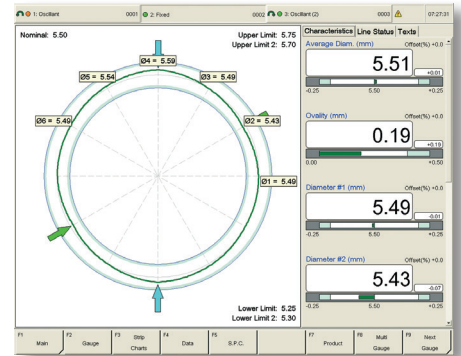 1: Oscillant 0001 2: Fixed 0002 3: Oscillant (2) 0003 07:27:31
Nominal: 5.50
Upper Limit: 5.75
Upper Limit 2: 5.70
Ø4 = 5.59
Ø5 = 5.54
Ø3 = 5.49
Ø6 = 5.49
Ø2 = 5.43
Ø1 = 5.49
Lower Limit: 5.25
Lower Limit 2: 5.30
Characteristics Line Status Texts
Average Diam. (mm) Offset(%) +0.0
5.51
+0.01
-0.25 5.50 +0.25
Ovality (mm) Offset(%) +0.0
0.19
+0.19
0.00 +0.50
Diameter #1 (mm) Offset(%) +0.0
5.49
-0.01
-0.25 5.50 +0.25
Diameter #2 (mm) Offset(%) +0.0
5.43
-0.07
-0.25 5.50 +0.25
F1 Main
F2 Gauge
F3 Strip Charts
F4 Data
F5 S.P.C.
F7 Product
F8 Multi Gauge
F9 Next Gauge